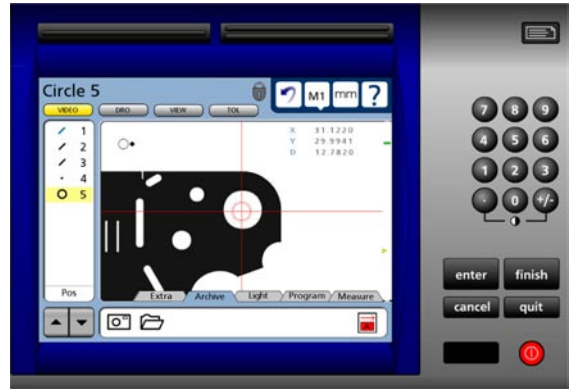 Circle 5
M1 mm ?
VIDEO DRO VIEW TOL
X 31.1220
Y 29.9941
D 12.7820
1
2
3
4
5
Pos
Extra Archive Light Program Measure
7 8 9
4 5 6
1 2 3
· 0 +/-
enter finish
cancel quit